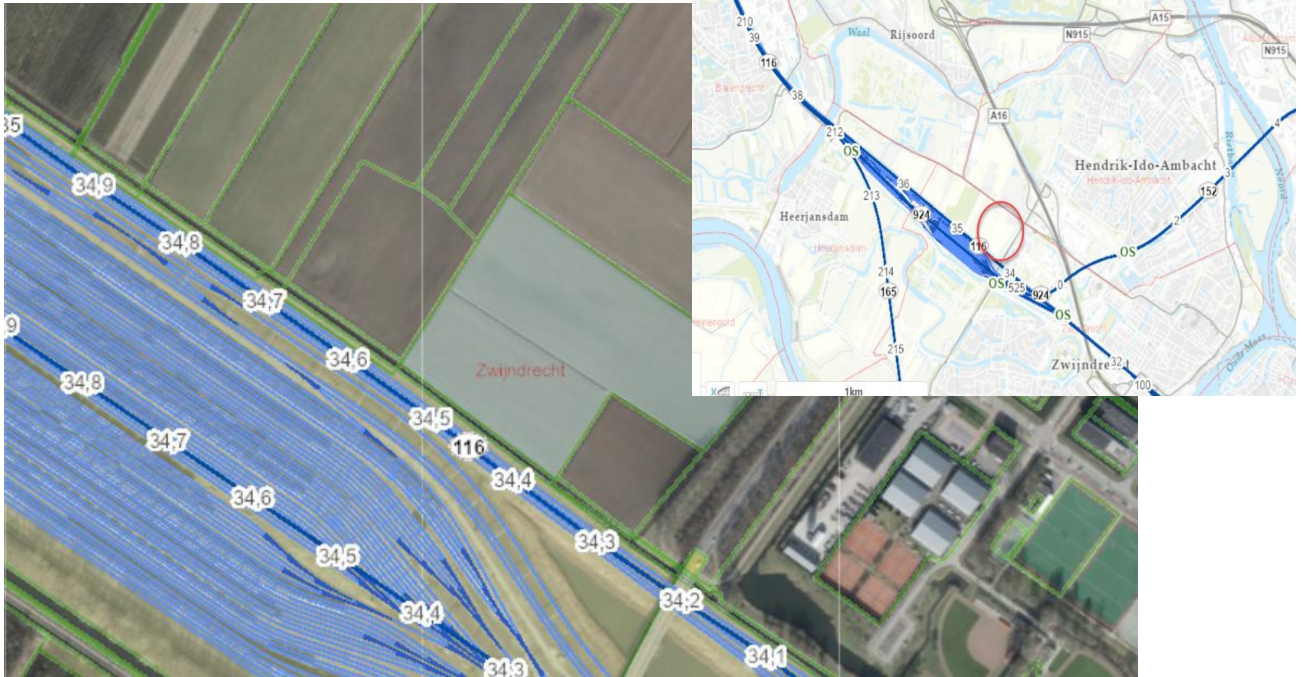 35
34,9
34,8
34,7
34,6
34,5
116
34,4
34,3
34,2
34,1
Zwijndrecht
9
34,8
34,7
34,6
34,5
34,4
34,3
210
39
116
38
Waal
Rijsoord
A15
N915
N915
A16
212
OS
36
213
924
35
116
34
OS
525
924
0
OS
OS
Heerjansdam
Heerjansdam
214
165
215
Hendrik-Ido-Ambacht
Hendrik-Ido-Ambacht
4
3
152
2
Noord
Zwijndrecht
32
100
Oude Maas
1km